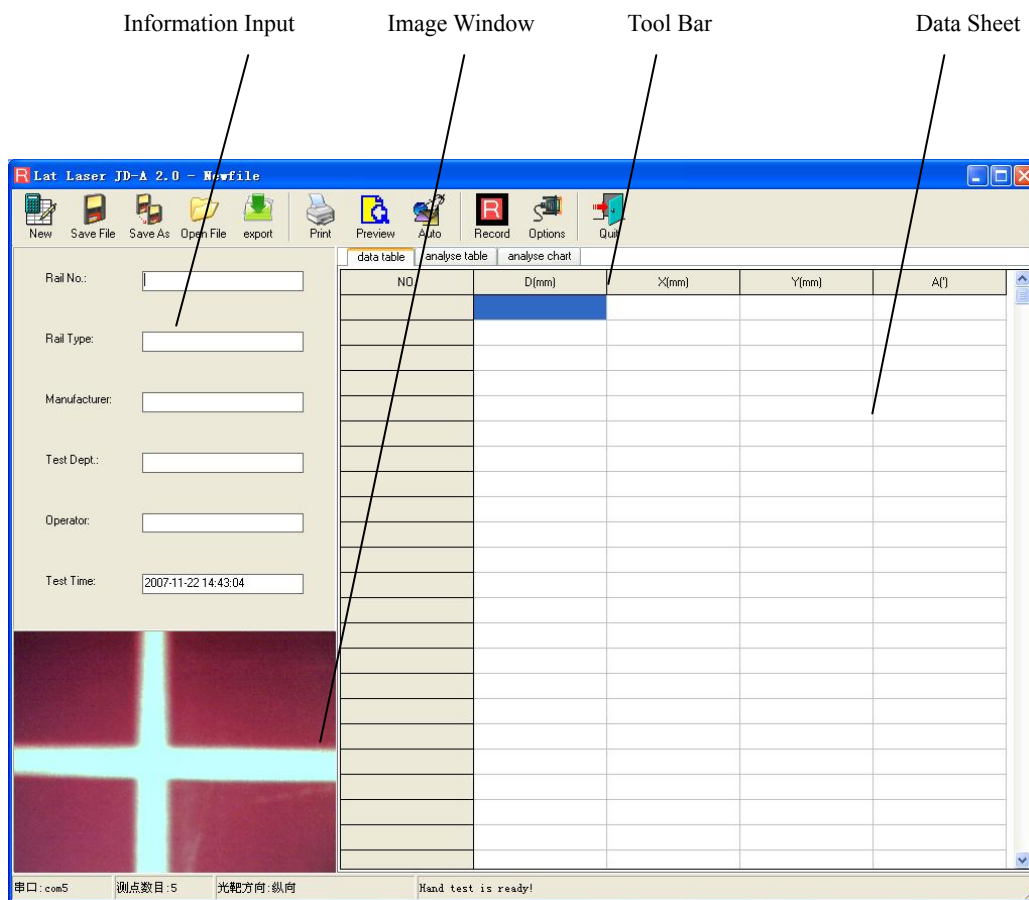 Information Input Image Window Tool Bar Data Sheet
Lat Laser JD-A 2.0 - Newfile
New Save File Save As Open File export Print Preview Auto Record Options Quit
data table analyse table analyse chart
NO. D(mm) X(mm) Y(mm) A(')
Rail No.:
Rail Type:
Manufacturer:
Test Dept.:
Operator:
Test Time: 2007-11-22 14:43:04
串口:com5 测点数目:5 光靶方向:纵向 Hand test is ready!